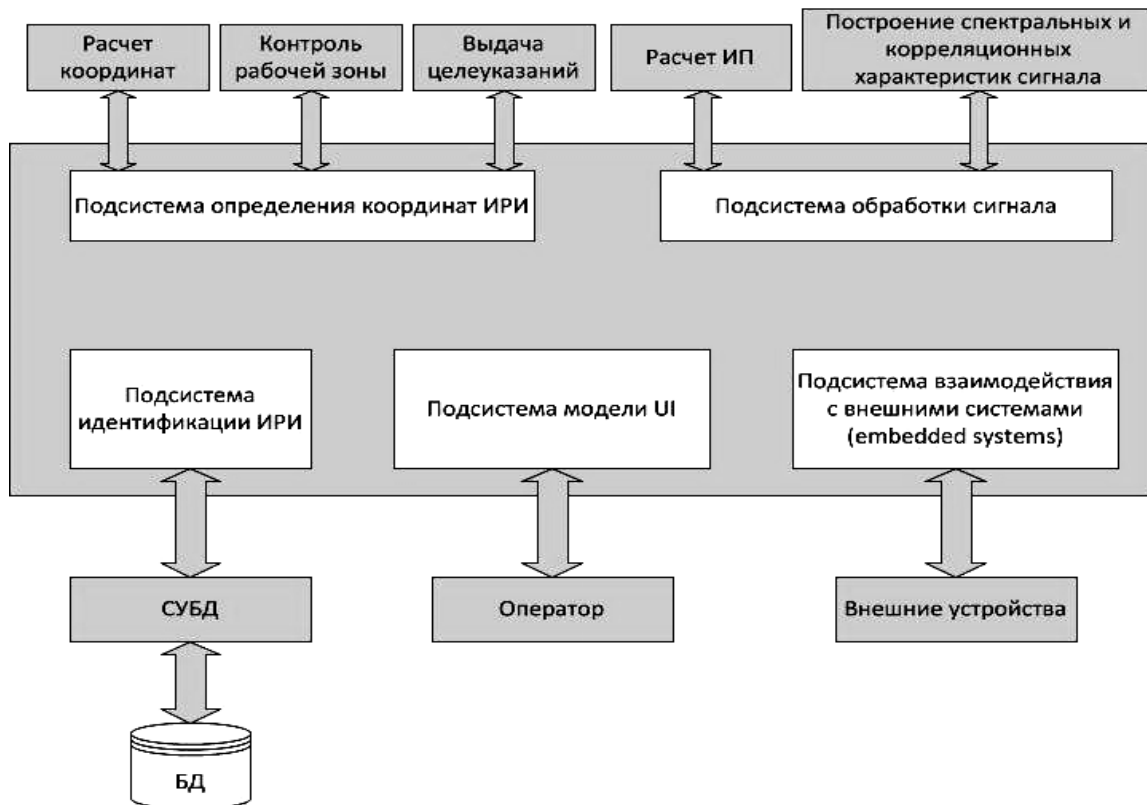 Расчет
координат
Контроль
рабочей зоны
Выдача
целеуказаний
Расчет ИП
Построение спектральных и
корреляционных
характеристик сигнала
Подсистема определения координат ИРИ
Подсистема обработки сигнала
Подсистема
идентификации ИРИ
Подсистема модели UI
Подсистема взаимодействия
с внешними системами
(embedded systems)
СУБД
Оператор
Внешние устройства
БД